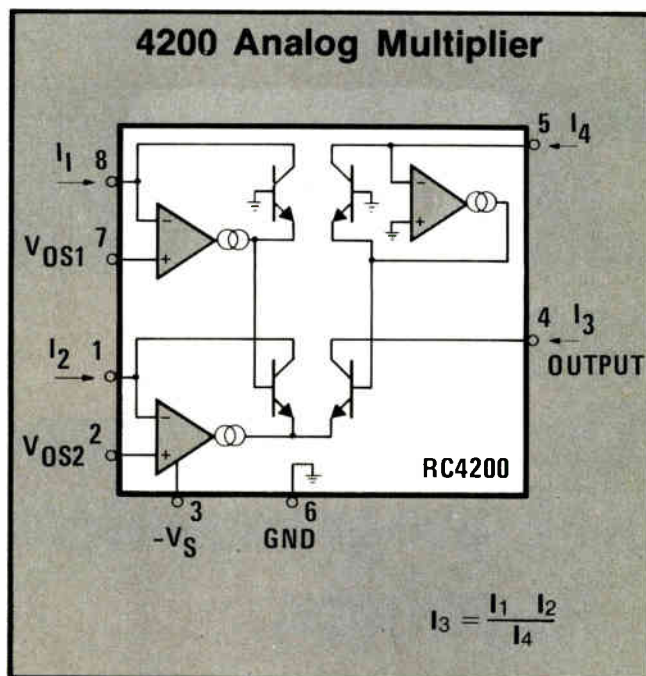 4200 Analog Multiplier
I1
8
5
I4
7
VOS1
4
I3
I2
1
OUTPUT
2
VOS2
RC4200
3
6
-VS
GND
I3 = I1 I2 / I4